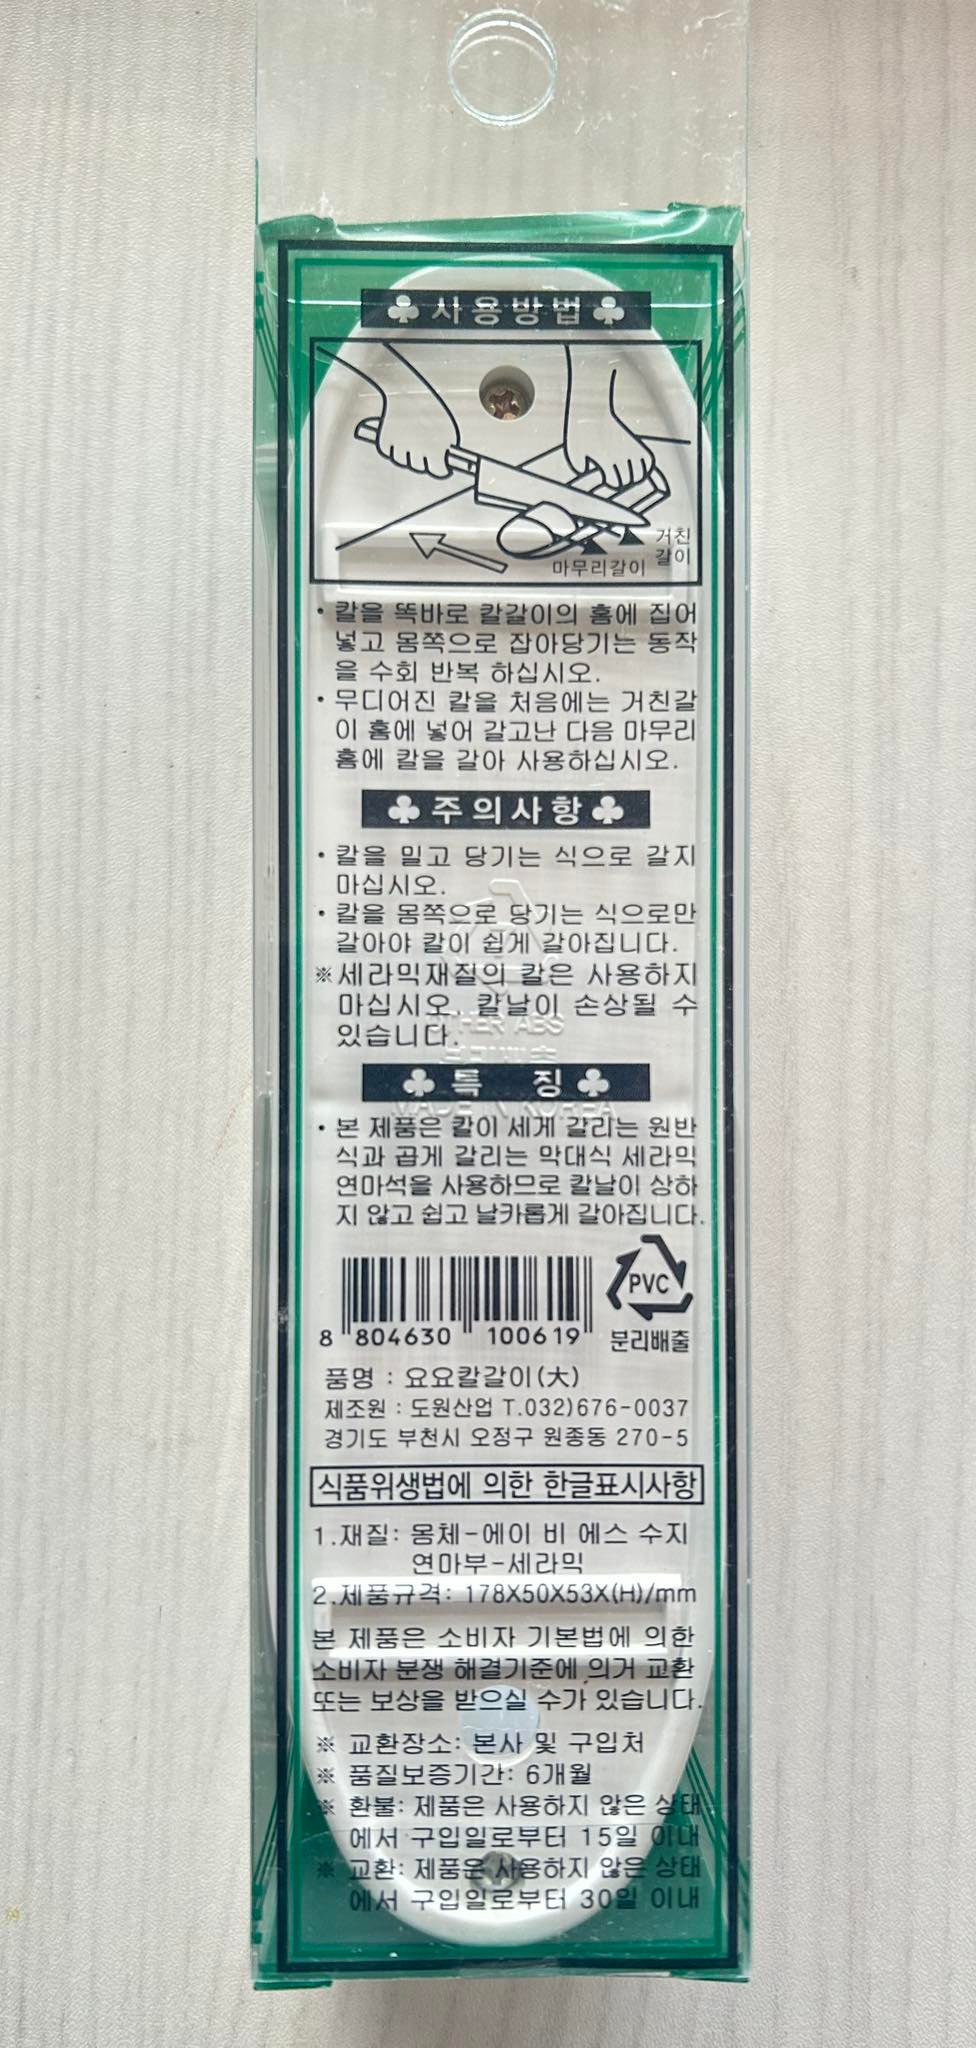 ♣ 사용방법 ♣
거친
갈이
마무리갈이
· 칼을 똑바로 칼갈이의 홈에 집어
넣고 몸쪽으로 잡아당기는 동작
을 수회 반복 하십시오.
· 무디어진 칼을 처음에는 거친갈
이 홈에 넣어 갈고난 다음 마무리
홈에 칼을 갈아 사용하십시오.
♣ 주의사항 ♣
· 칼을 밀고 당기는 식으로 갈지
마십시오.
· 칼을 몸쪽으로 당기는 식으로만
갈아야 칼이 쉽게 갈아집니다.
※ 세라믹재질의 칼은 사용하지
마십시오. 칼날이 손상될 수
있습니다.
OTHER ABS
MADE IN KOREA
♣ 특 징 ♣
· 본 제품은 칼이 세게 갈리는 원반
식과 곱게 갈리는 막대식 세라믹
연마석을 사용하므로 칼날이 상하
지 않고 쉽고 날카롭게 갈아집니다.
8 804630 100619
PVC
분리배출
품명 : 요요칼갈이(大)
제조원 : 도원산업 T.032)676-0037
경기도 부천시 오정구 원종동 270-5
식품위생법에 의한 한글표시사항
1.재질: 몸체-에이 비 에스 수지
연마부-세라믹
2.제품규격: 178X50X53X(H)/mm
본 제품은 소비자 기본법에 의한
소비자 분쟁 해결기준에 의거 교환
또는 보상을 받으실 수가 있습니다.
※ 교환장소: 본사 및 구입처
※ 품질보증기간: 6개월
※ 환불: 제품은 사용하지 않은 상태
에서 구입일로부터 15일 이내
※ 교환: 제품은 사용하지 않은 상태
에서 구입일로부터 30일 이내